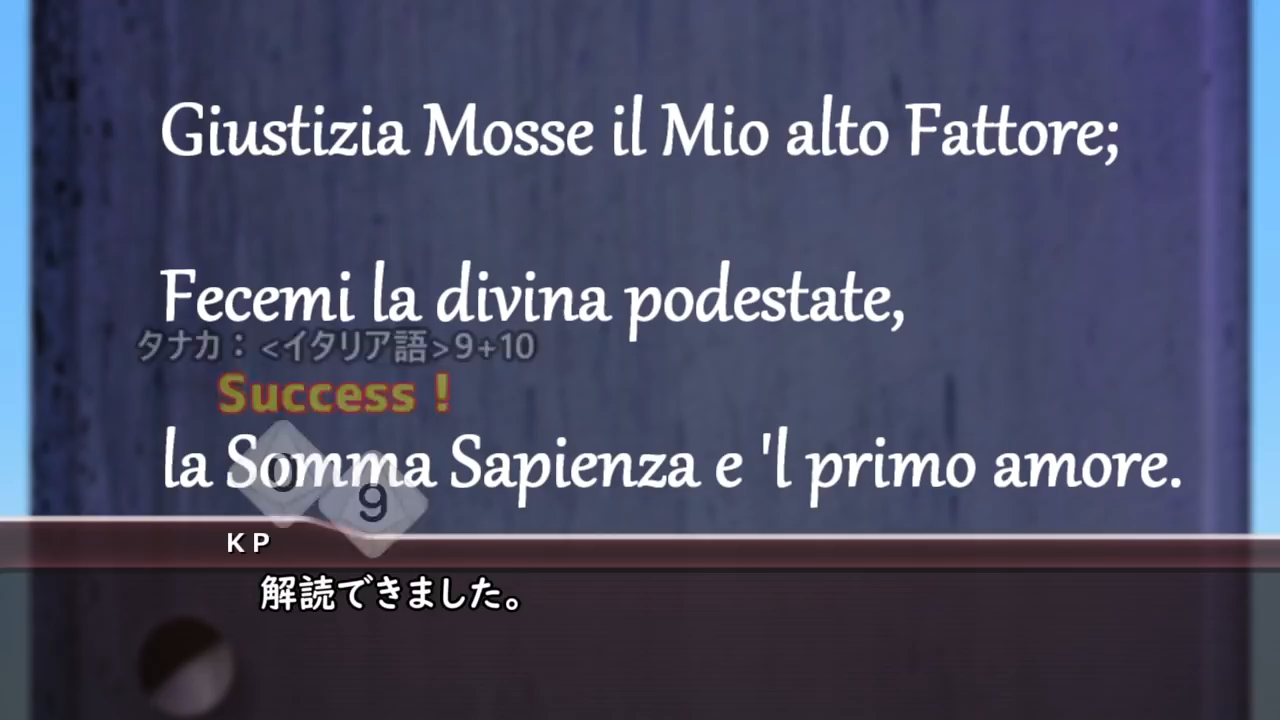 Giustizia Mosse il Mio alto Fattore;
Fecemi la divina podestate,
タナカ：<イタリア語>9+10
Success !
la Somma Sapienza e 'l primo amore.
0
9
KP
解読できました。